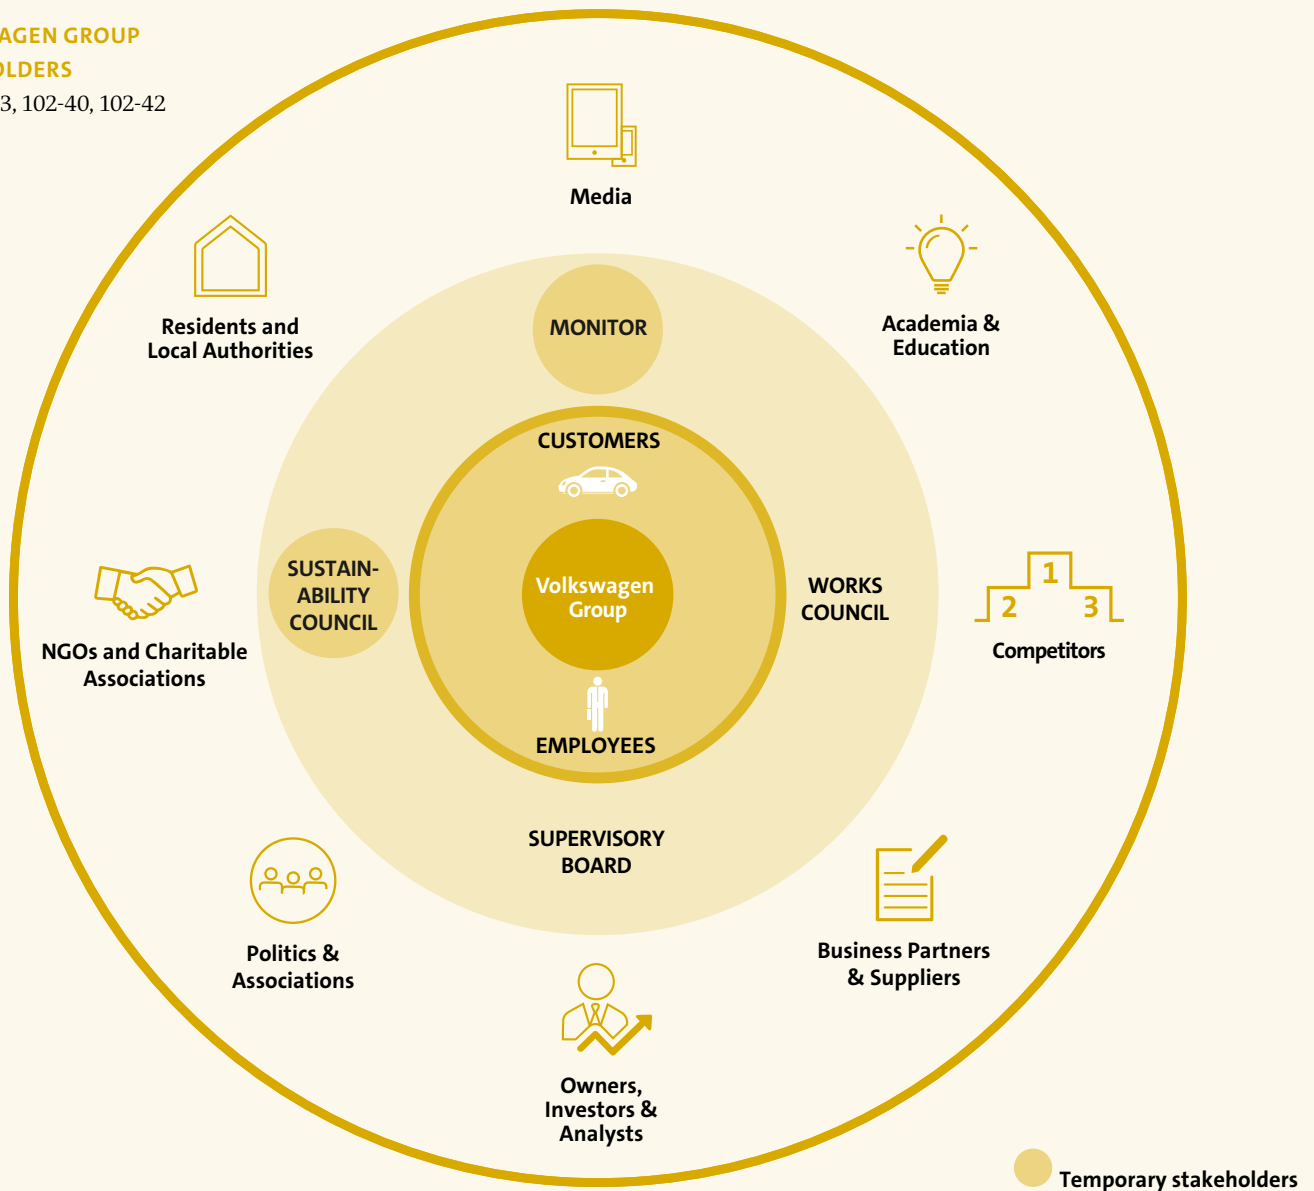 AGEN GROUP
OLDERS
3, 102-40, 102-42
Media
Residents and
Local Authorities
Academia &
Education
MONITOR
CUSTOMERS
SUSTAIN-
ABILITY
COUNCIL
Volkswagen
Group
WORKS
COUNCIL
1
2
3
Competitors
NGOs and Charitable
Associations
EMPLOYEES
SUPERVISORY
BOARD
Politics &
Associations
Business Partners
& Suppliers
Owners,
Investors &
Analysts
Temporary stakeholders